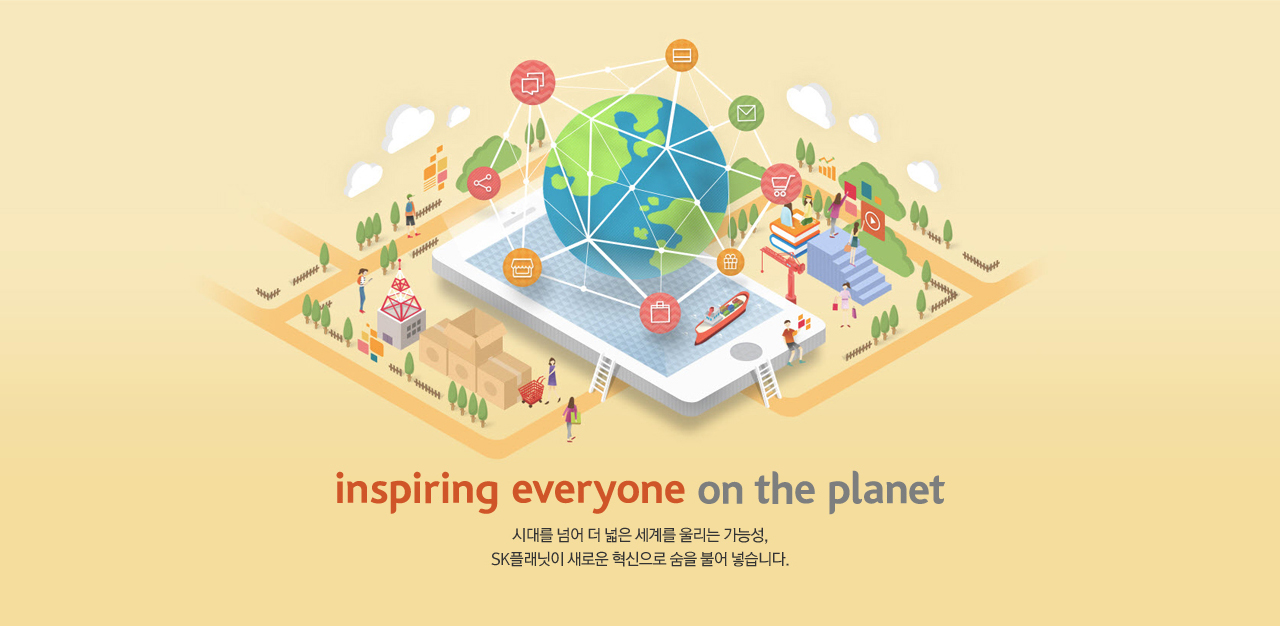 inspiring everyone on the planet
시대를 넘어 더 넓은 세계를 울리는 가능성,
SK플래닛이 새로운 혁신으로 숨을 불어 넣습니다.